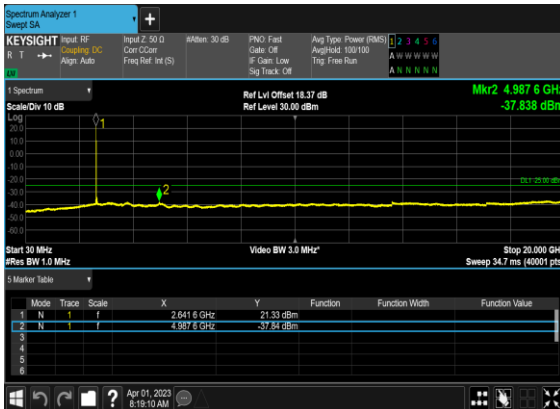 Spectrum Analyzer 1
Swept SA
KEYSIGHT
R T
Input: RF
Coupling: DC
Align: Auto
Input Z: 50 Ω
Corr CCorr
Freq Ref: Int (S)
#Atten: 30 dB
PNO: Fast
Gate: Off
IF Gain: Low
Sig Track: Off
Avg Type: Power (RMS)
Avg|Hold: 100/100
Trig: Free Run
1 2 3 4 5 6
A W W W W W
A N N N N N
1 Spectrum
Scale/Div 10 dB
Log
Ref Lvl Offset 18.37 dB
Ref Level 30.00 dBm
Mkr2 4.987 6 GHz
-37.838 dBm
20.0
10.0
0.00
-10.0
-20.0
-30.0
-40.0
-50.0
-60.0
1
2
DL1 -25.00 dBm
Start 30 MHz
#Res BW 1.0 MHz
Video BW 3.0 MHz*
Stop 20.000 GHz
Sweep 34.7 ms (40001 pts)
5 Marker Table
Mode Trace Scale X Y Function Function Width Function Value
1 N 1 f 2.641 6 GHz 21.33 dBm
2 N 1 f 4.987 6 GHz -37.84 dBm
3
4
5
6
?
Apr 01, 2023
8:19:10 AM